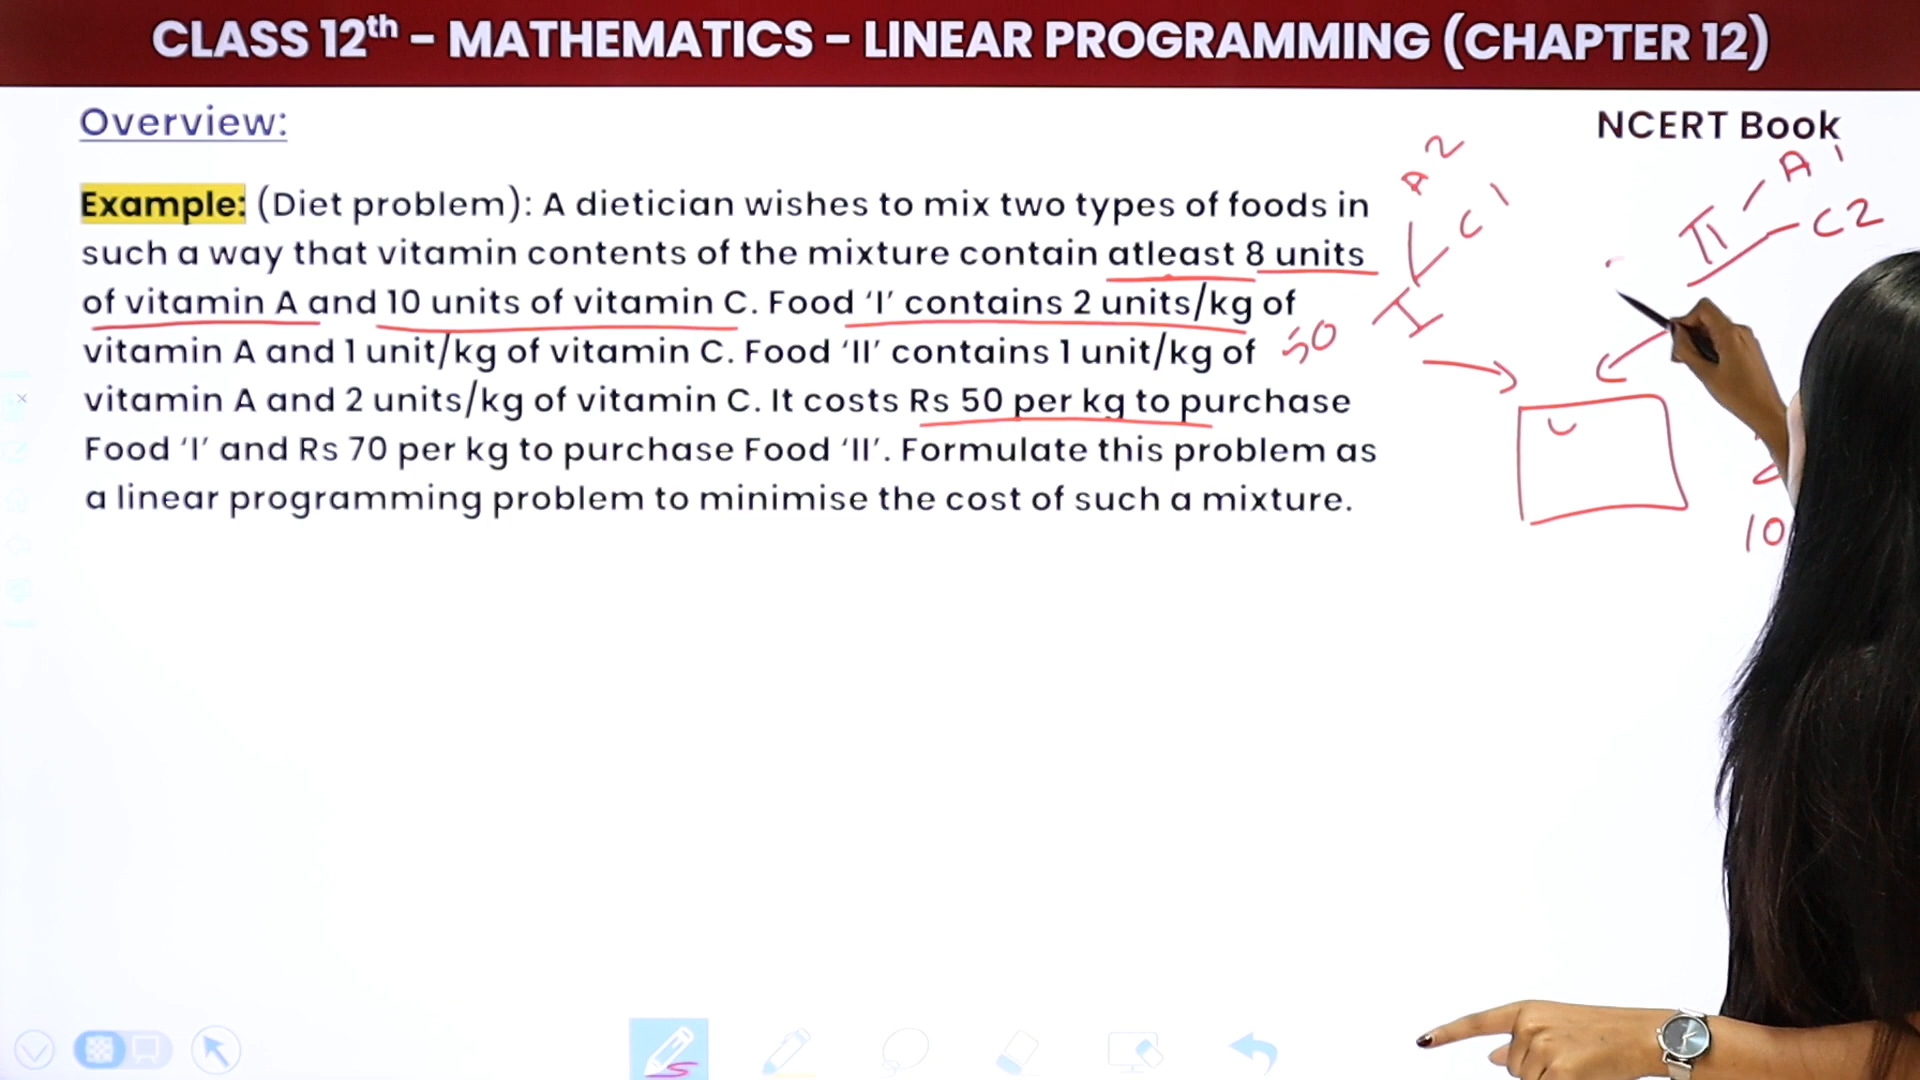 CLASS 12th - MATHEMATICS - LINEAR PROGRAMMING (CHAPTER 12)
Overview:
NCERT Book
Example: (Diet problem): A dietician wishes to mix two types of foods in
such a way that vitamin contents of the mixture contain atleast 8 units
of vitamin A and 10 units of vitamin C. Food ‘I’ contains 2 units/kg of
vitamin A and 1 unit/kg of vitamin C. Food ‘II’ contains 1 unit/kg of
vitamin A and 2 units/kg of vitamin C. It costs Rs 50 per kg to purchase
Food ‘I’ and Rs 70 per kg to purchase Food ‘II’. Formulate this problem as
a linear programming problem to minimise the cost of such a mixture.
A 2
C 1
I
50
II
A 1
C 2
10